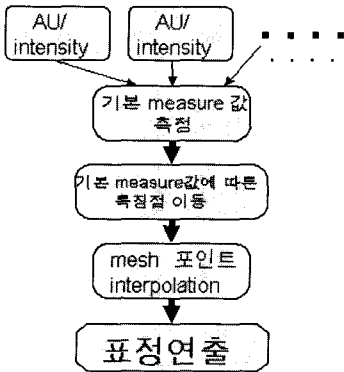 AU/
intensity
AU/
intensity
기본 measure 값
측정
기본 measure값에 따른
특징점 이동
mesh 포인트
interpolation
표정연출